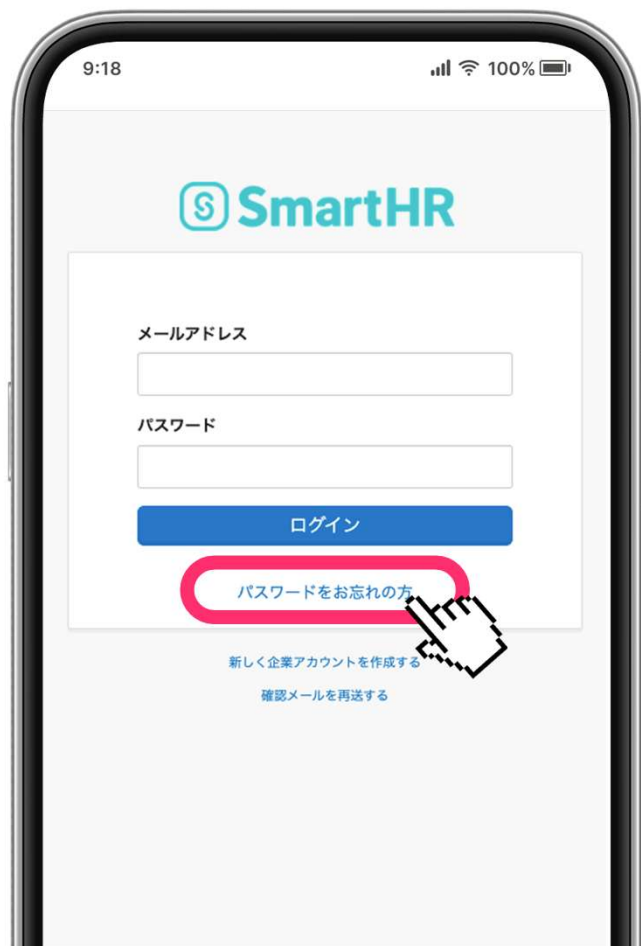 9:18 100%
SmartHR
メールアドレス
パスワード
ログイン
パスワードをお忘れの方
新しく企業アカウントを作成する
確認メールを再送する